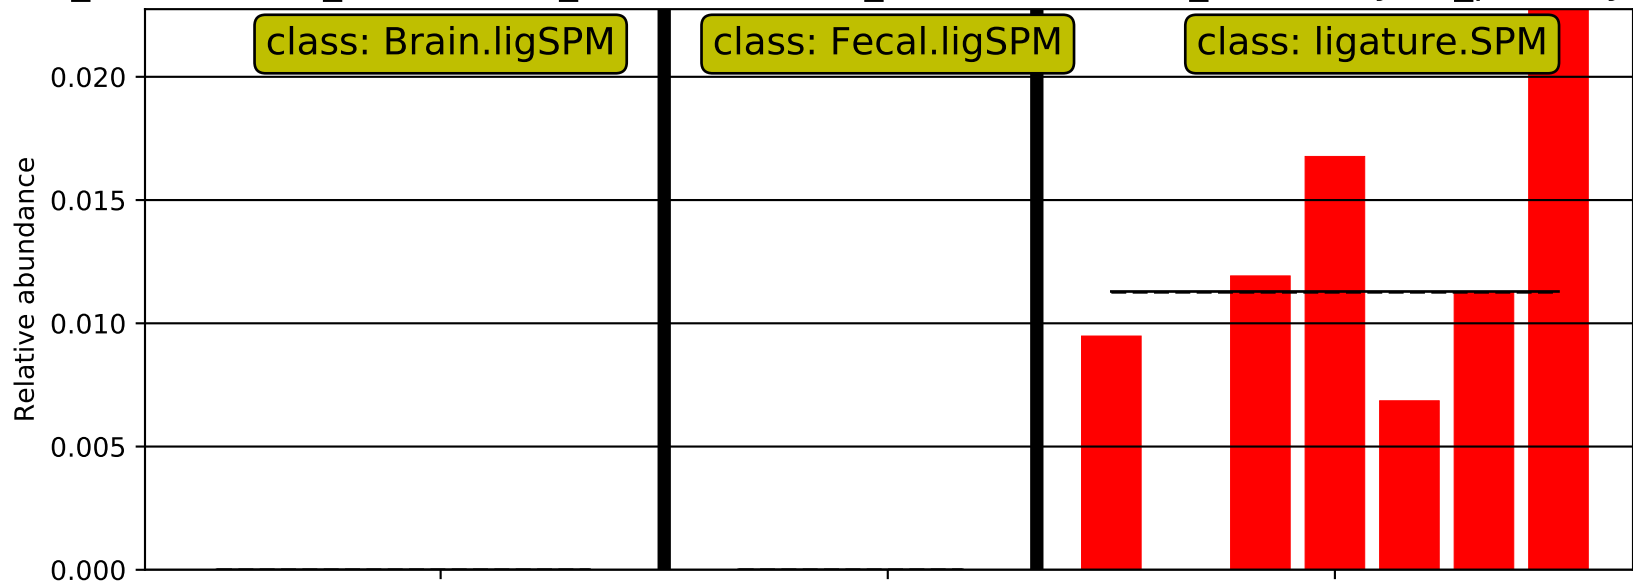 class: Brain.ligSPM
class: Fecal.ligSPM
class: ligature.SPM
0.020
0.015
0.010
0.005
0.000
Relative abundance